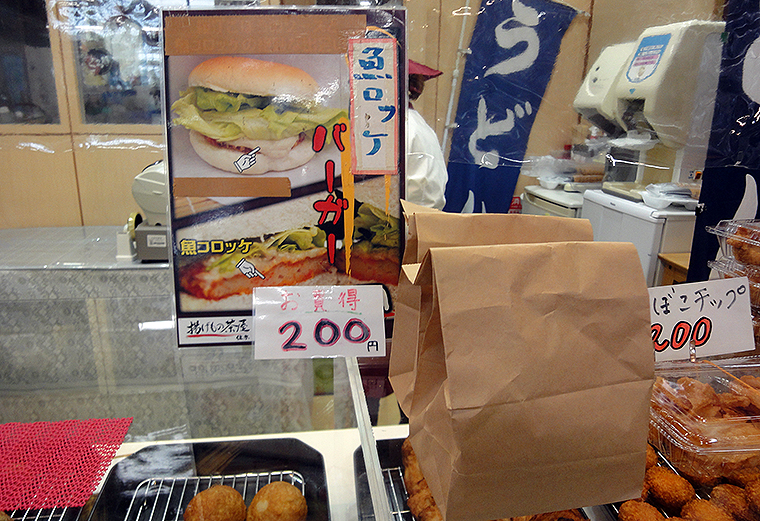 魚ロッケ
バーガー
魚コロッケ
揚げもの茶屋
お買得
200円
うどん
ぼこチップ
200